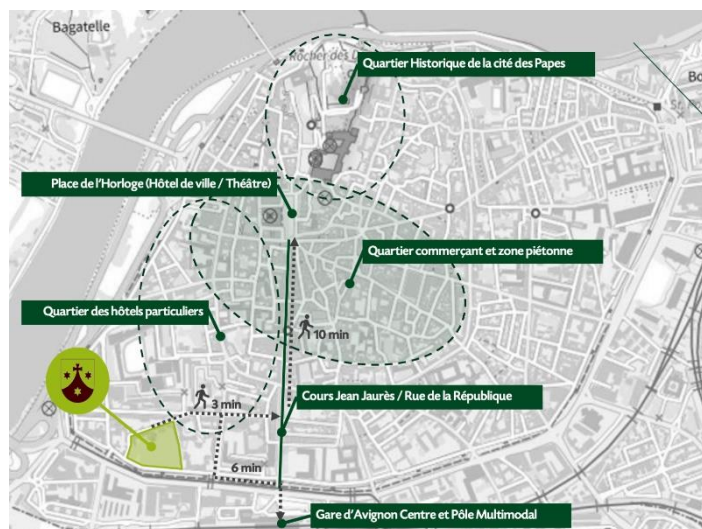 Bagatelle
Rocher des
Quartier Historique de la cité des Papes
Place de l'Horloge (Hôtel de ville / Théâtre)
Quartier commerçant et zone piétonne
Quartier des hôtels particuliers
10 min
3 min
Cours Jean Jaurès / Rue de la République
6 min
Gare d'Avignon Centre et Pôle Multimodal